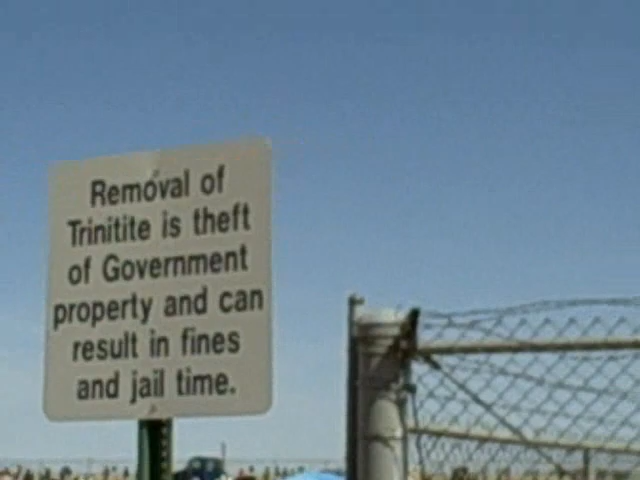 Removal of
Trinitite is theft
of Government
property and can
result in fines
and jail time.